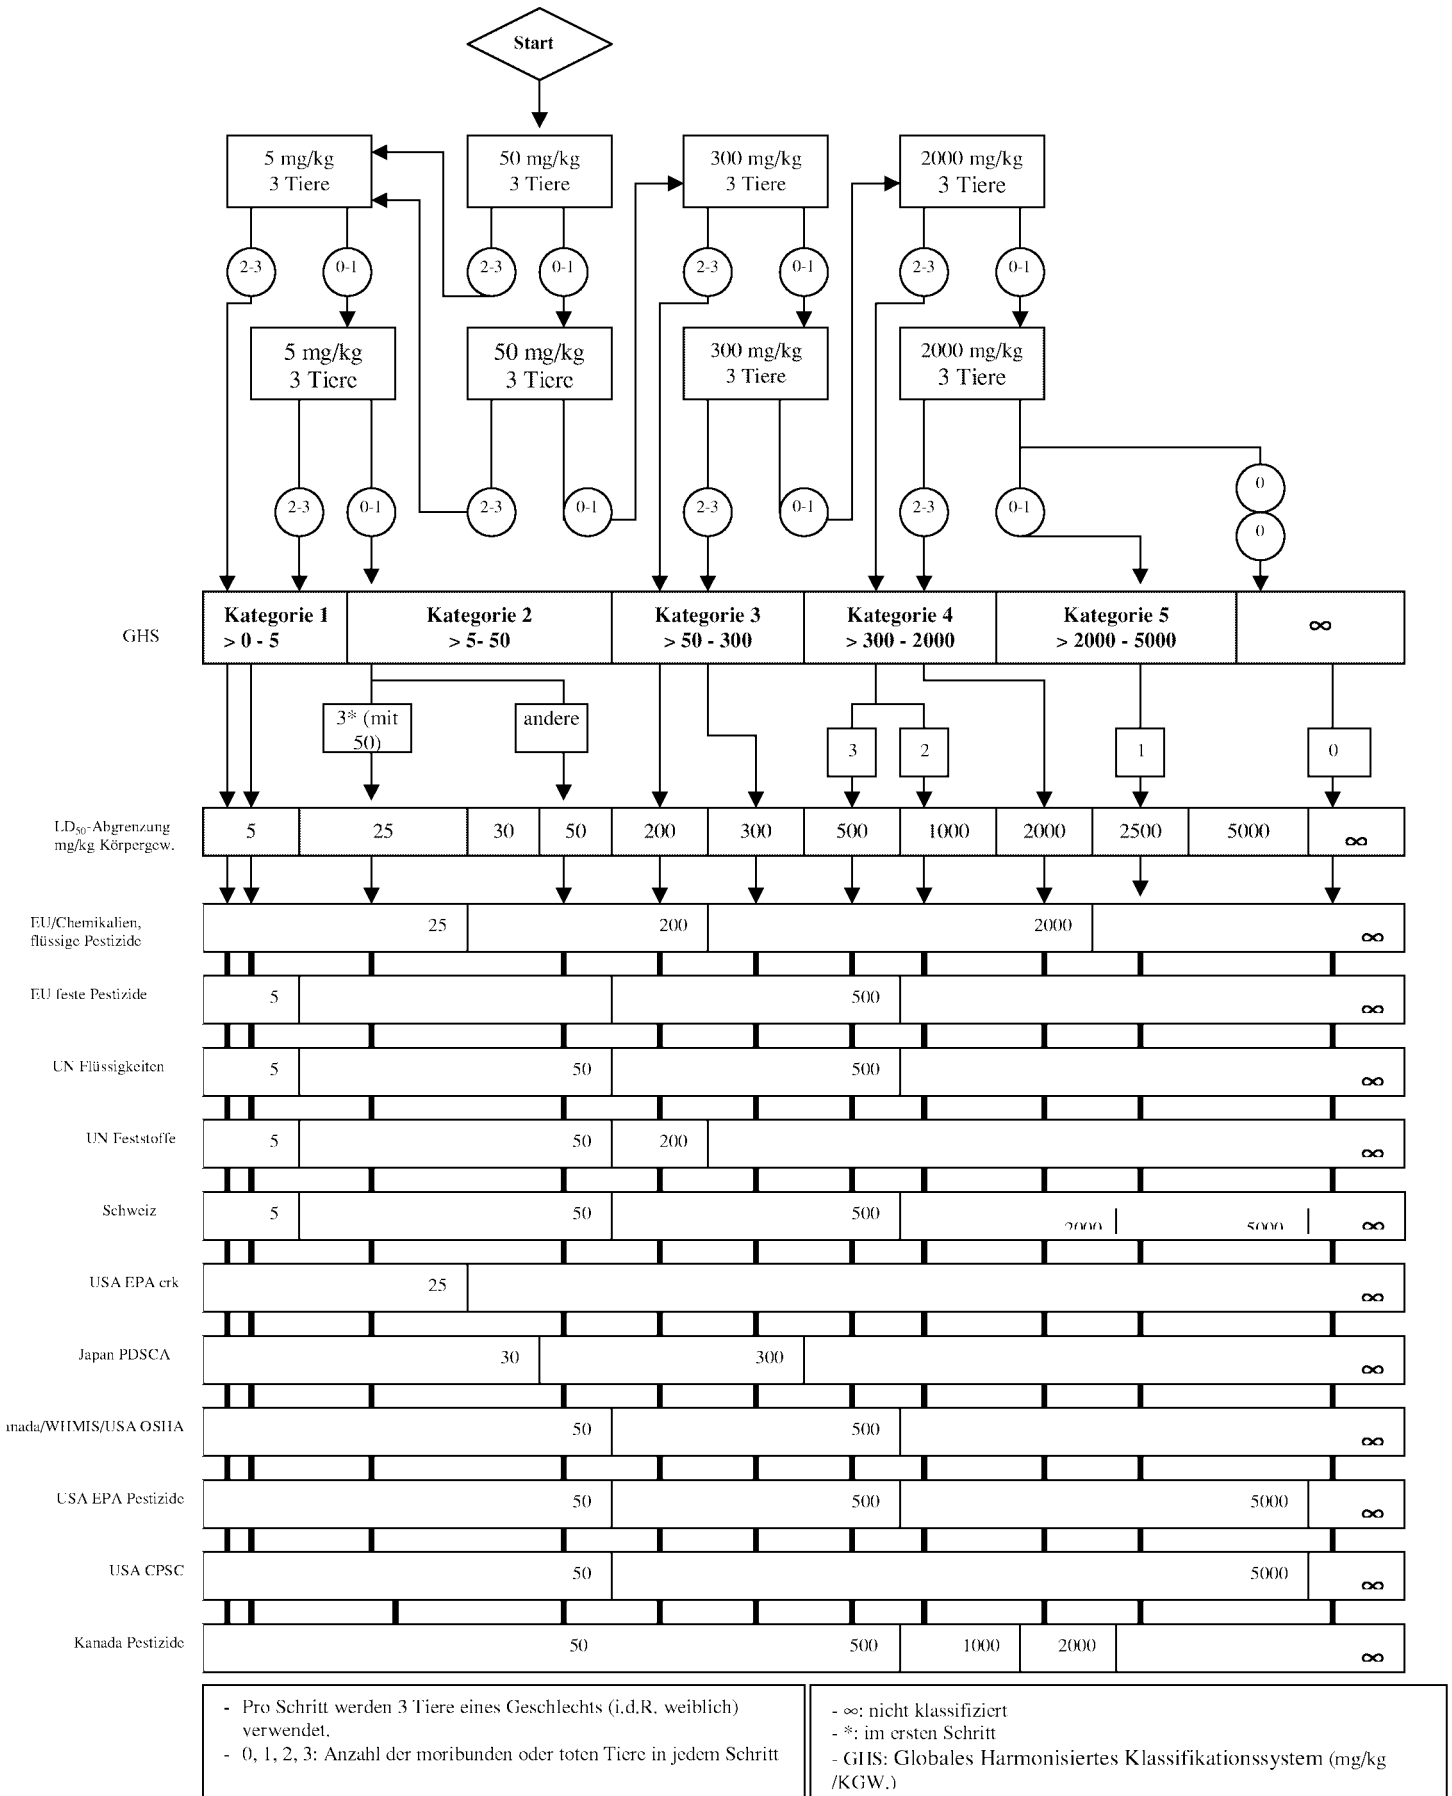 Start
5 mg/kg
3 Tiere
50 mg/kg
3 Tiere
300 mg/kg
3 Tiere
2000 mg/kg
3 Tiere
2-3
0-1
2-3
0-1
2-3
0-1
2-3
0-1
5 mg/kg
3 Tiere
50 mg/kg
3 Tiere
300 mg/kg
3 Tiere
2000 mg/kg
3 Tiere
2-3
0-1
2-3
0-1
2-3
0-1
2-3
0-1
0
0
GHS
Kategorie 1
> 0 - 5
Kategorie 2
> 5- 50
Kategorie 3
> 50 - 300
Kategorie 4
> 300 - 2000
Kategorie 5
> 2000 - 5000
∞
3* (mit
50)
andere
3
2
1
0
LD50-Abgrenzung
mg/kg Körpergew.
5
25
30
50
200
300
500
1000
2000
2500
5000
∞
EU/Chemikalien,
flüssige Pestizide
25
200
2000
∞
EU feste Pestizide
5
500
∞
UN Flüssigkeiten
5
50
500
∞
UN Feststoffe
5
50
200
∞
Schweiz
5
50
500
2000
5000
∞
USA EPA crk
25
∞
Japan PDSCA
30
300
∞
nada/WHMIS/USA OSHA
50
500
∞
USA EPA Pestizide
50
500
5000
∞
USA CPSC
50
5000
∞
Kanada Pestizide
50
500
1000
2000
∞
- Pro Schritt werden 3 Tiere eines Geschlechts (i.d.R. weiblich)
verwendet.
- 0, 1, 2, 3: Anzahl der moribunden oder toten Tiere in jedem Schritt
- ∞: nicht klassifiziert
- *: im ersten Schritt
- GHS: Globales Harmonisiertes Klassifikationssystem (mg/kg
/KGW.)